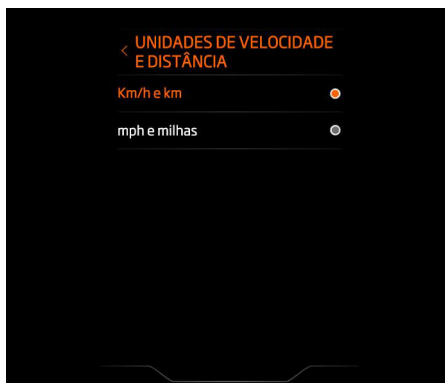 UNIDADES DE VELOCIDADE
E DISTÂNCIA
Km/h e km
mph e milhas